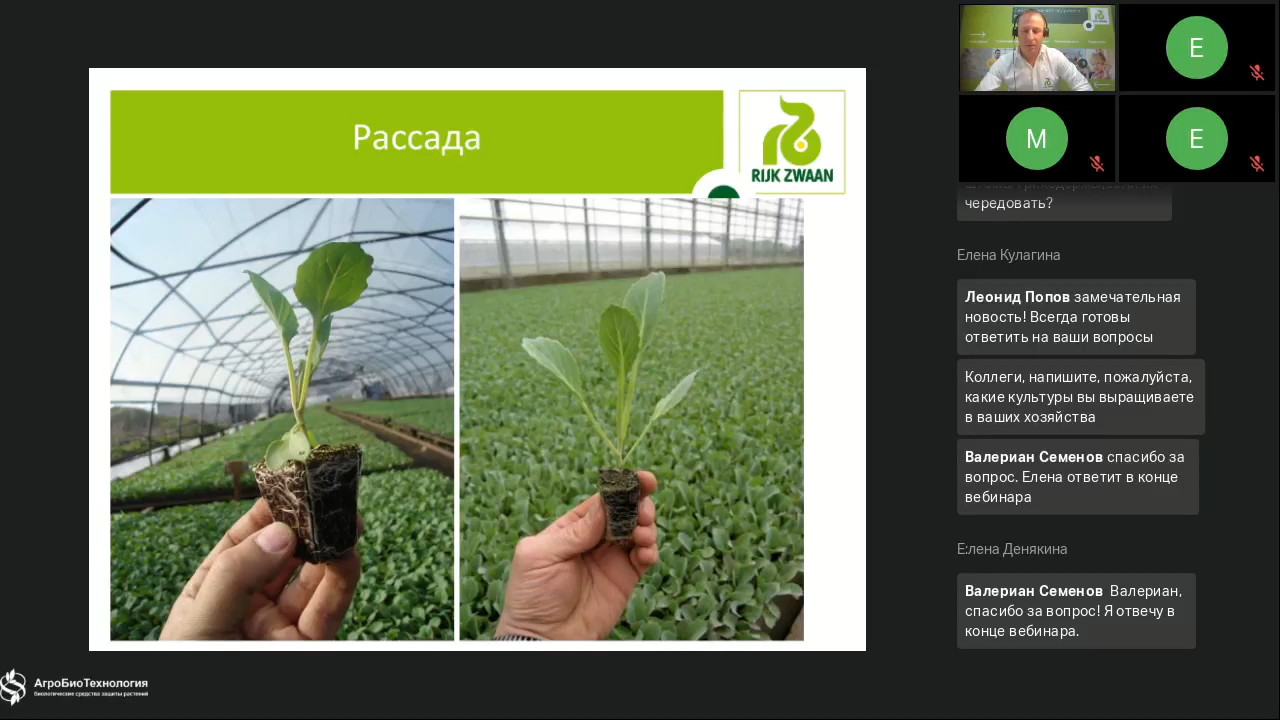 Рассада
RIJK ZWAAN
E
M
E
чередовать?
Елена Кулагина
Леонид Попов замечательная
новость! Всегда готовы
ответить на ваши вопросы
Коллеги, напишите, пожалуйста,
какие культуры вы выращиваете
в ваших хозяйства
Валериан Семенов спасибо за
вопрос. Елена ответит в конце
вебинара
Елена Денякина
Валериан Семенов Валериан,
спасибо за вопрос! Я отвечу в
конце вебинара.
АгроБиоТехнология
биологические средства защиты растений